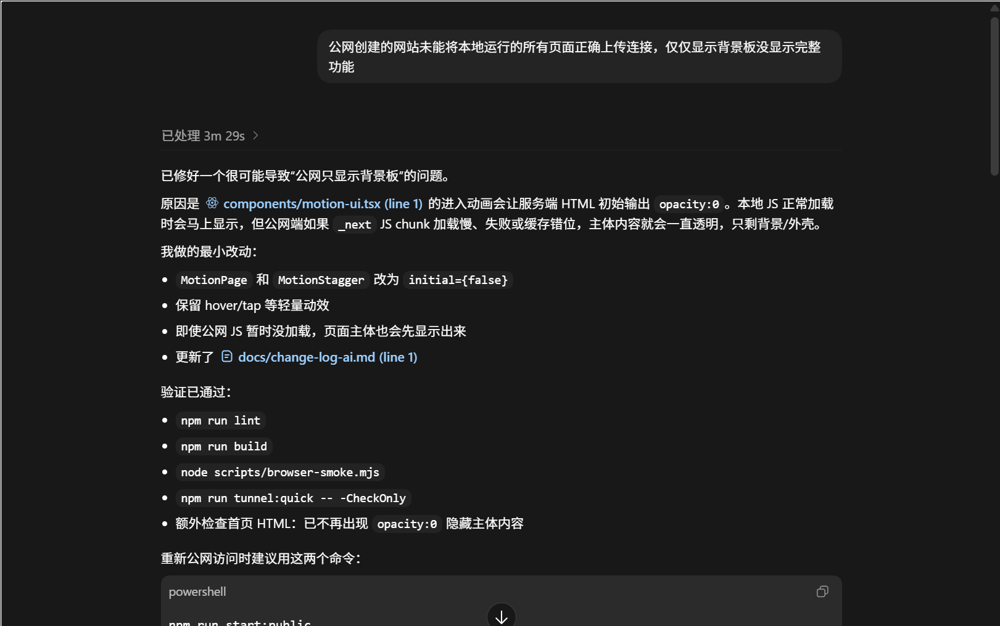 公网创建的网站未能将本地运行的所有页面正确上传连接，仅仅显示背景板没显示完整
功能
已处理 3m 29s
已修好一个很可能导致“公网只显示背景板”的问题。
原因是 components/motion-ui.tsx (line 1) 的进入动画会让服务端 HTML 初始输出 opacity:0 。本地 JS 正常加载
时会马上显示，但公网端如果 _next JS chunk 加载慢、失败或缓存错位，主体内容就会一直透明，只剩背景/外壳。
我做的最小改动：
MotionPage 和 MotionStagger 改为 initial={false}
保留 hover/tap 等轻量动效
即使公网 JS 暂时没加载，页面主体也会先显示出来
更新了 docs/change-log-ai.md (line 1)
验证已通过：
npm run lint
npm run build
node scripts/browser-smoke.mjs
npm run tunnel:quick -- -CheckOnly
额外检查首页 HTML：已不再出现 opacity:0 隐藏主体内容
重新公网访问时建议用这两个命令：
powershell
npm run start:public